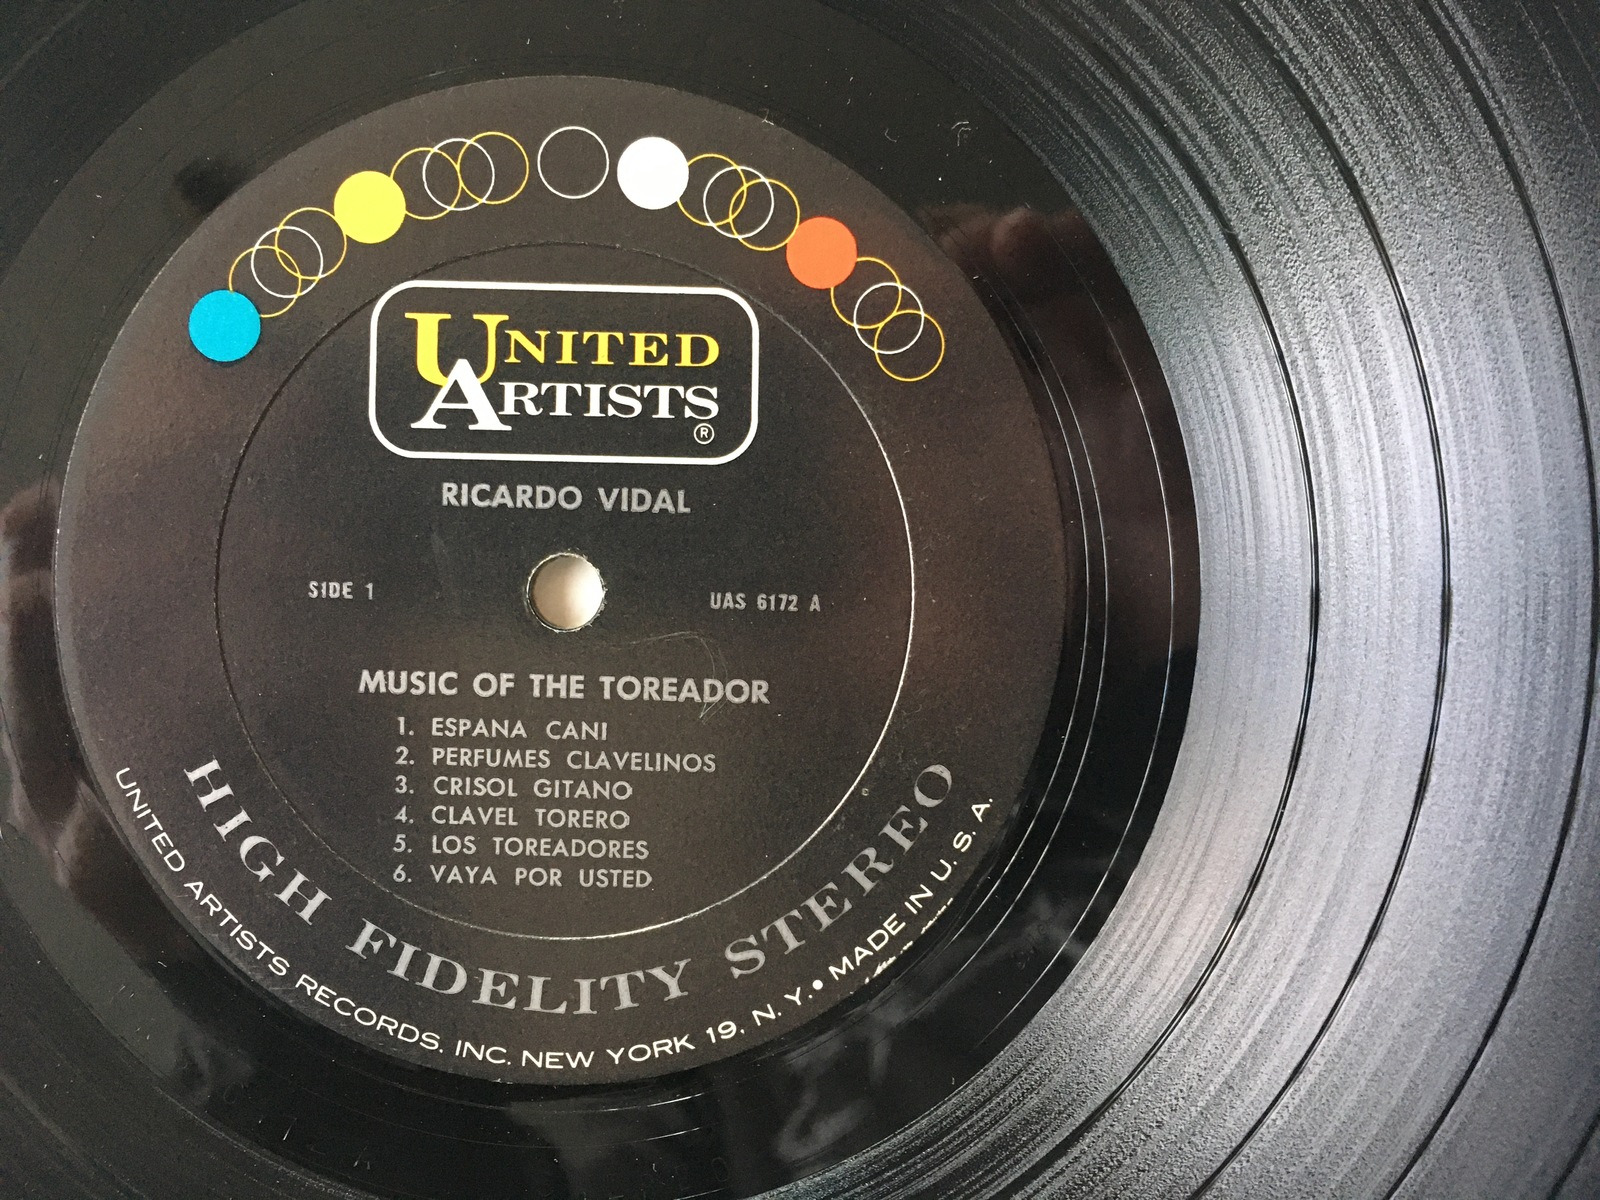 UNITED
ARTISTS
®
RICARDO VIDAL
SIDE 1
UAS 6172 A
MUSIC OF THE TOREADOR
1. ESPANA CANI
2. PERFUMES CLAVELINOS
3. CRISOL GITANO
4. CLAVEL TORERO
5. LOS TOREADORES
6. VAYA POR USTED
HIGH FIDELITY STEREO
UNITED ARTISTS RECORDS, INC. NEW YORK 19, N. Y. • MADE IN U. S. A.